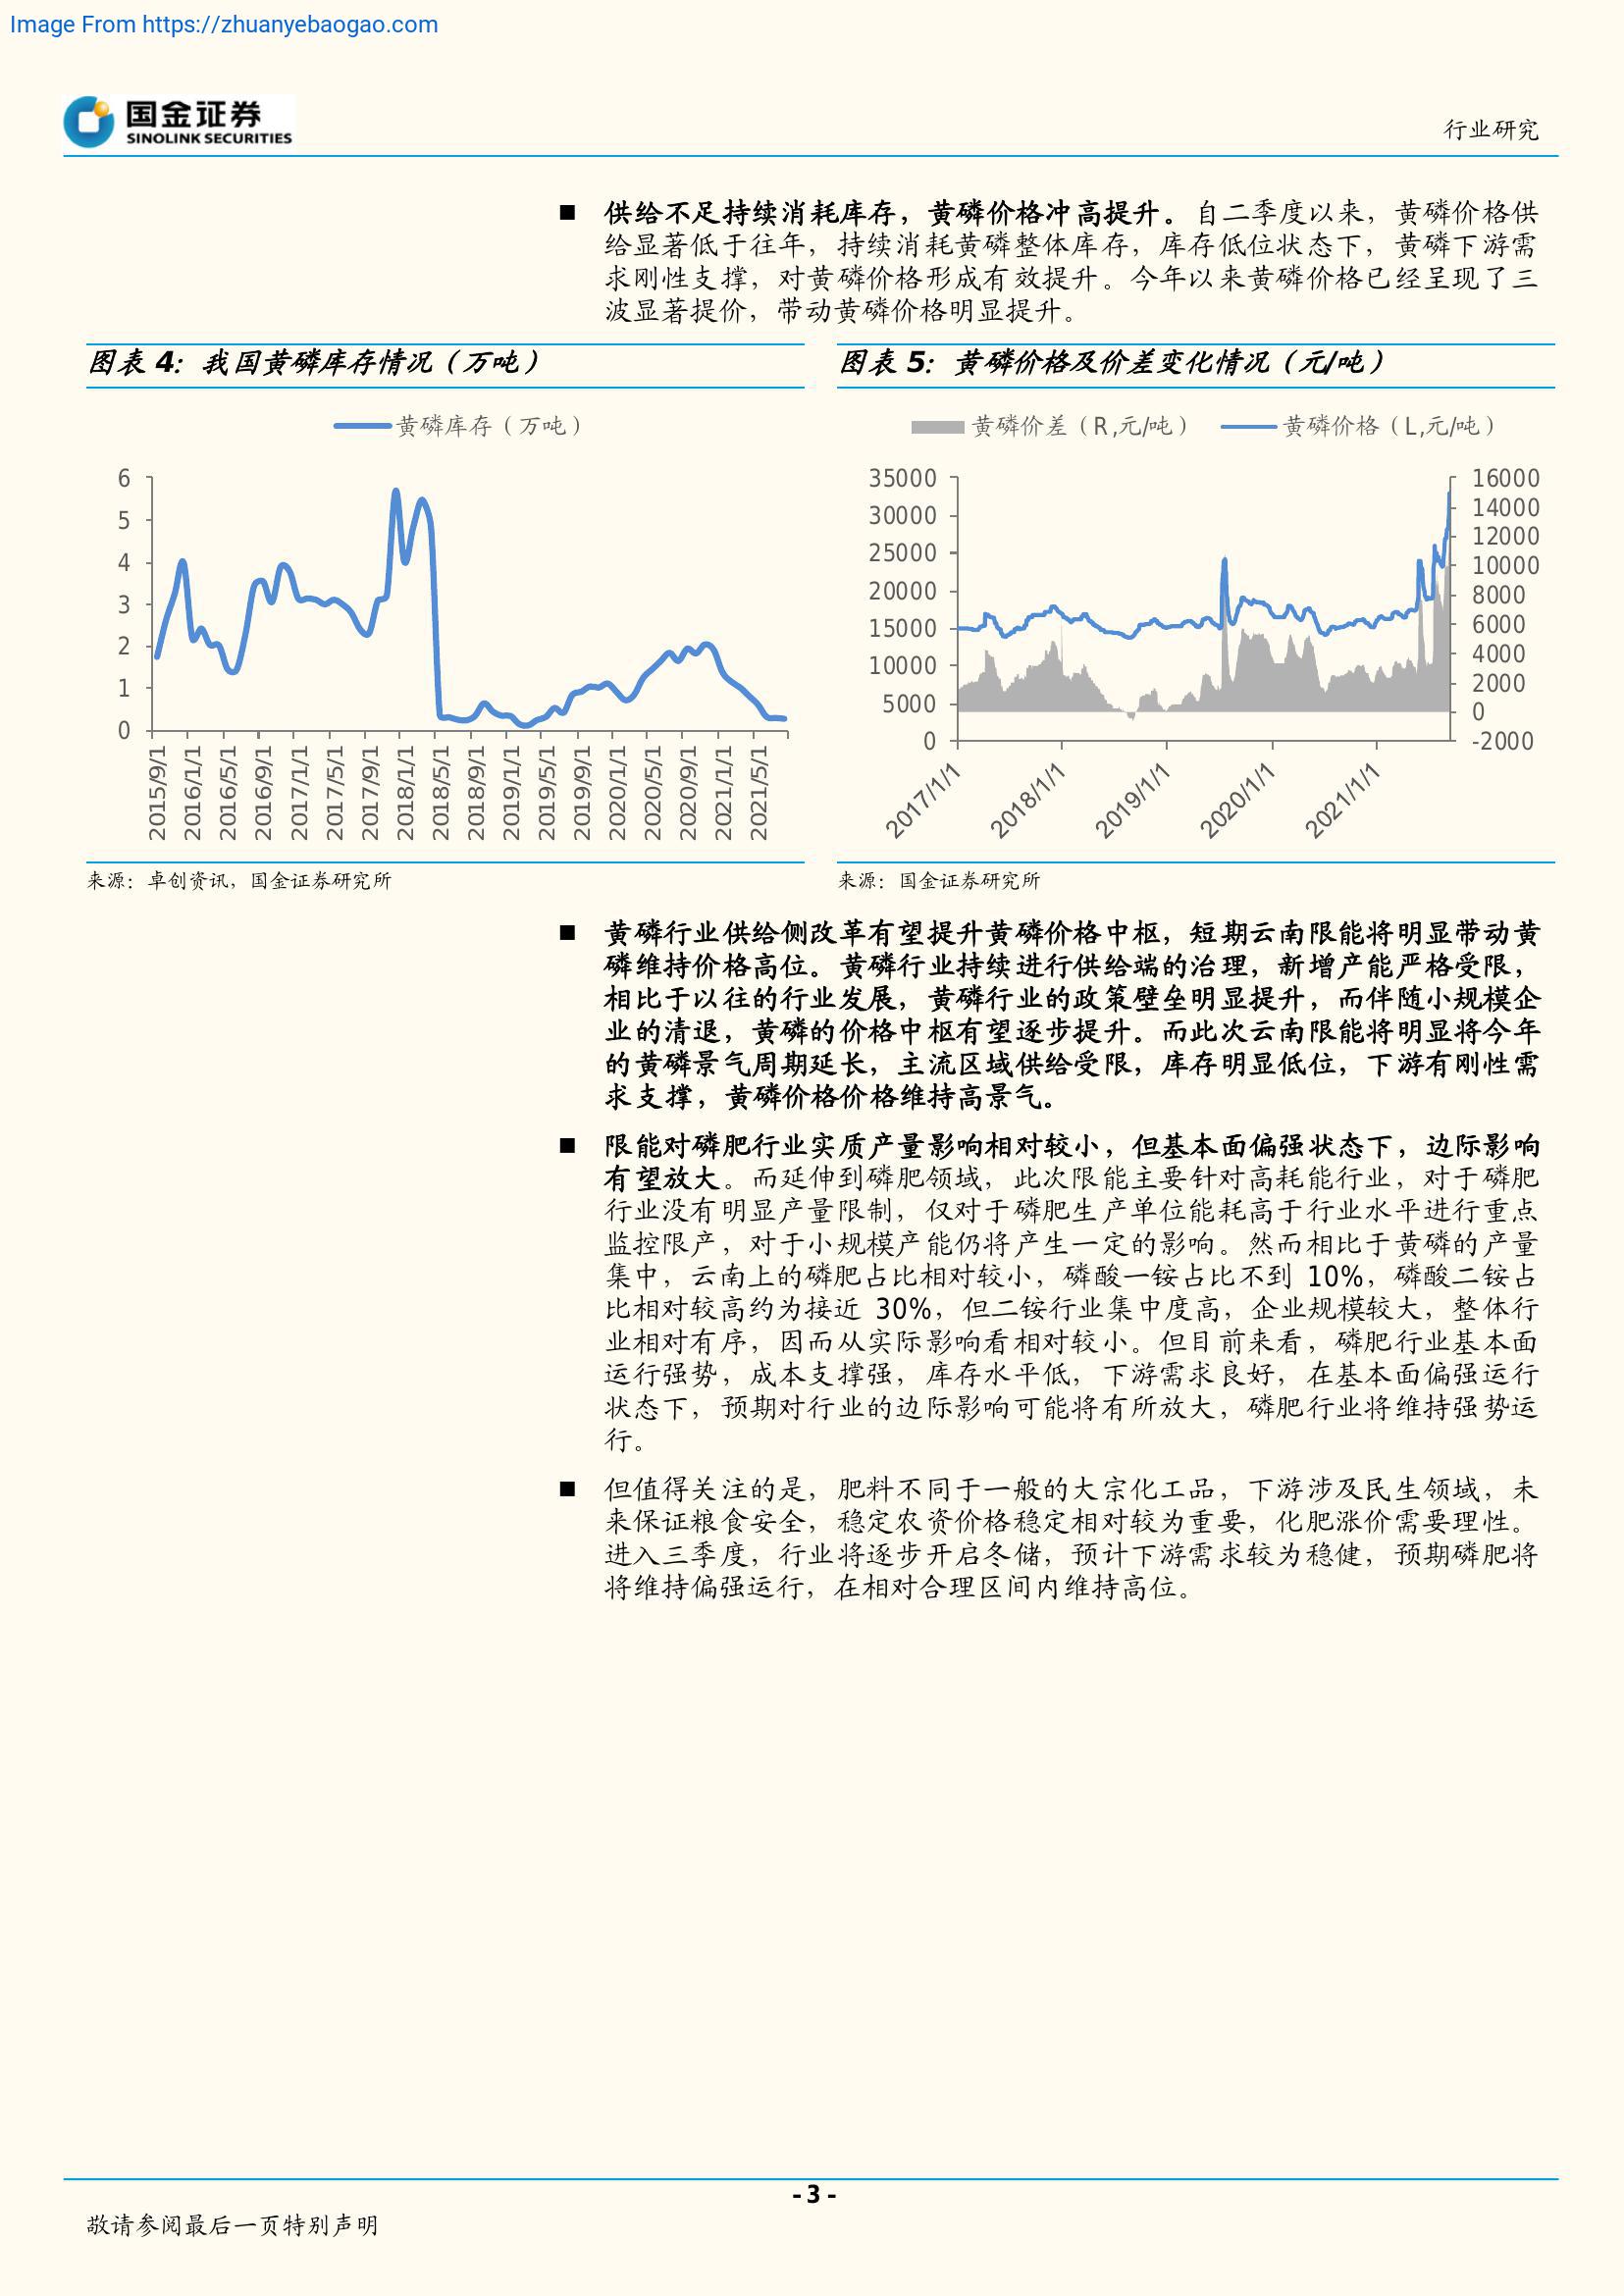 Image From https://zhuanyebaogao.com
国金证券
SINOLINK SECURITIES
行业研究
■ 供给不足持续消耗库存，黄磷价格冲高提升。自二季度以来，黄磷价格供
给显著低于往年，持续消耗黄磷整体库存，库存低位状态下，黄磷下游需
求刚性支撑，对黄磷价格形成有效提升。今年以来黄磷价格已经呈现了三
波显著提价，带动黄磷价格明显提升。
图表 4：我国黄磷库存情况（万吨）
黄磷库存（万吨）
6
5
4
3
2
1
0
2015/9/1
2016/1/1
2016/5/1
2016/9/1
2017/1/1
2017/5/1
2017/9/1
2018/1/1
2018/5/1
2018/9/1
2019/1/1
2019/5/1
2019/9/1
2020/1/1
2020/5/1
2020/9/1
2021/1/1
2021/5/1
来源：卓创资讯，国金证券研究所
图表 5：黄磷价格及价差变化情况（元/吨）
黄磷价差（R,元/吨） 黄磷价格（L,元/吨）
35000
30000
25000
20000
15000
10000
5000
0
16000
14000
12000
10000
8000
6000
4000
2000
0
-2000
2017/1/1
2018/1/1
2019/1/1
2020/1/1
2021/1/1
来源：国金证券研究所
■ 黄磷行业供给侧改革有望提升黄磷价格中枢，短期云南限能将明显带动黄
磷维持价格高位。黄磷行业持续进行供给端的治理，新增产能严格受限，
相比于以往的行业发展，黄磷行业的政策壁垒明显提升，而伴随小规模企
业的清退，黄磷的价格中枢有望逐步提升。而此次云南限能将明显将今年
的黄磷景气周期延长，主流区域供给受限，库存明显低位，下游有刚性需
求支撑，黄磷价格价格维持高景气。
■ 限能对磷肥行业实质产量影响相对较小，但基本面偏强状态下，边际影响
有望放大。而延伸到磷肥领域，此次限能主要针对高耗能行业，对于磷肥
行业没有明显产量限制，仅对于磷肥生产单位能耗高于行业水平进行重点
监控限产，对于小规模产能仍将产生一定的影响。然而相比于黄磷的产量
集中，云南上的磷肥占比相对较小，磷酸一铵占比不到 10%，磷酸二铵占
比相对较高约为接近 30%，但二铵行业集中度高，企业规模较大，整体行
业相对有序，因而从实际影响看相对较小。但目前来看，磷肥行业基本面
运行强势，成本支撑强，库存水平低，下游需求良好，在基本面偏强运行
状态下，预期对行业的边际影响可能将有所放大，磷肥行业将维持强势运
行。
■ 但值得关注的是，肥料不同于一般的大宗化工品，下游涉及民生领域，未
来保证粮食安全，稳定农资价格稳定相对较为重要，化肥涨价需要理性。
进入三季度，行业将逐步开启冬储，预计下游需求较为稳健，预期磷肥将
将维持偏强运行，在相对合理区间内维持高位。
- 3 -
敬请参阅最后一页特别声明